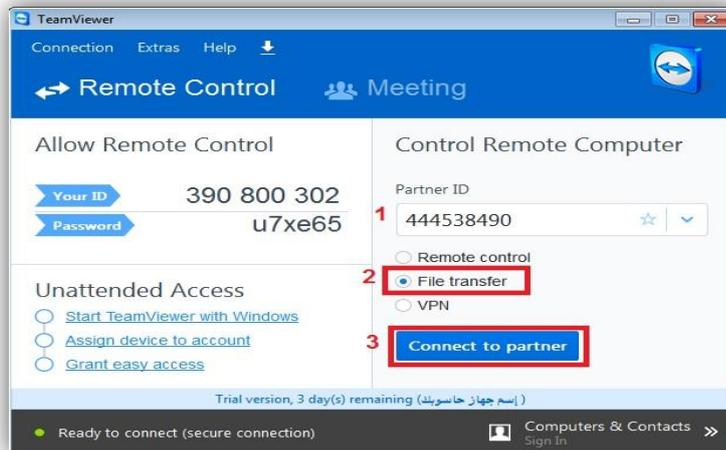 TeamViewer
Connection Extras Help
Remote Control Meeting
Allow Remote Control
Your ID 390 800 302
Password u7xe65
Unattended Access
Start TeamViewer with Windows
Assign device to account
Grant easy access
Control Remote Computer
Partner ID
1 444538490
Remote control
2 File transfer
VPN
3 Connect to partner
Trial version, 3 day(s) remaining (إسم جهاز حاسوبك )
Ready to connect (secure connection)
Computers & Contacts
Sign In